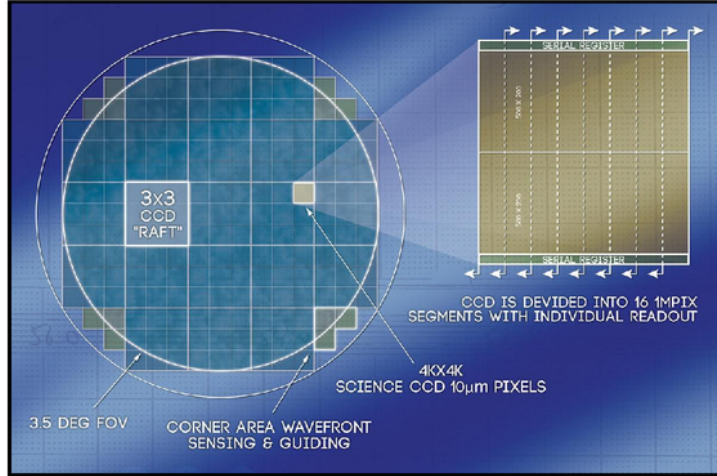 SERIAL REGISTER
3x3
CCD
"RAFT"
SERIAL REGISTER
CCD IS DEVIDED INTO 16 1MPIX
SEGMENTS WITH INDIVIDUAL READOUT
4KX4K
SCIENCE CCD 10μm PIXELS
3.5 DEG FOV
CORNER AREA WAVEFRONT
SENSING & GUIDING